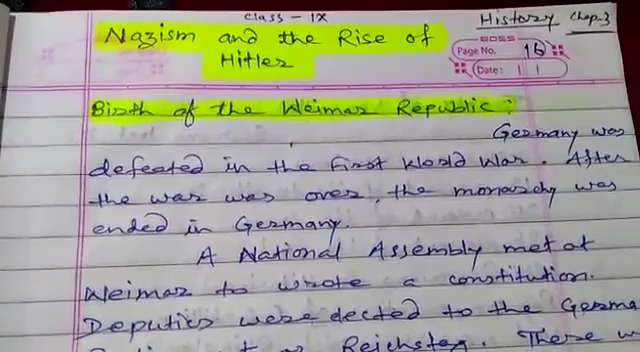 Class - IX
History Chap-3
Nazism and the Rise of
Hitler
BOSS
Page No. 16
Date:
Birth of the Weimar Republic:
Germany was
defeated in the First World War. After
the war was over, the monarchy was
ended in Germany.
A National Assembly met at
Weimar to wrote a constitution.
Deputies were elected to the Germa
Reichstag. There w